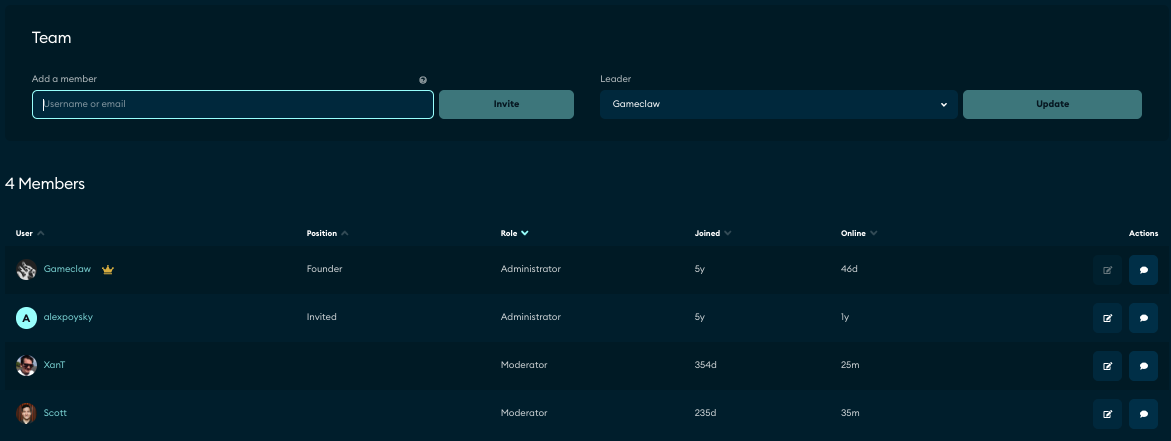 Team
Add a member
Leader
Username or email
Invite
Gameclaw
Update
4 Members
User Position Role Joined Online Actions
Gameclaw Founder Administrator 5y 46d
A alexpoysky Invited Administrator 5y 1y
XanT Moderator 354d 25m
Scott Moderator 235d 35m